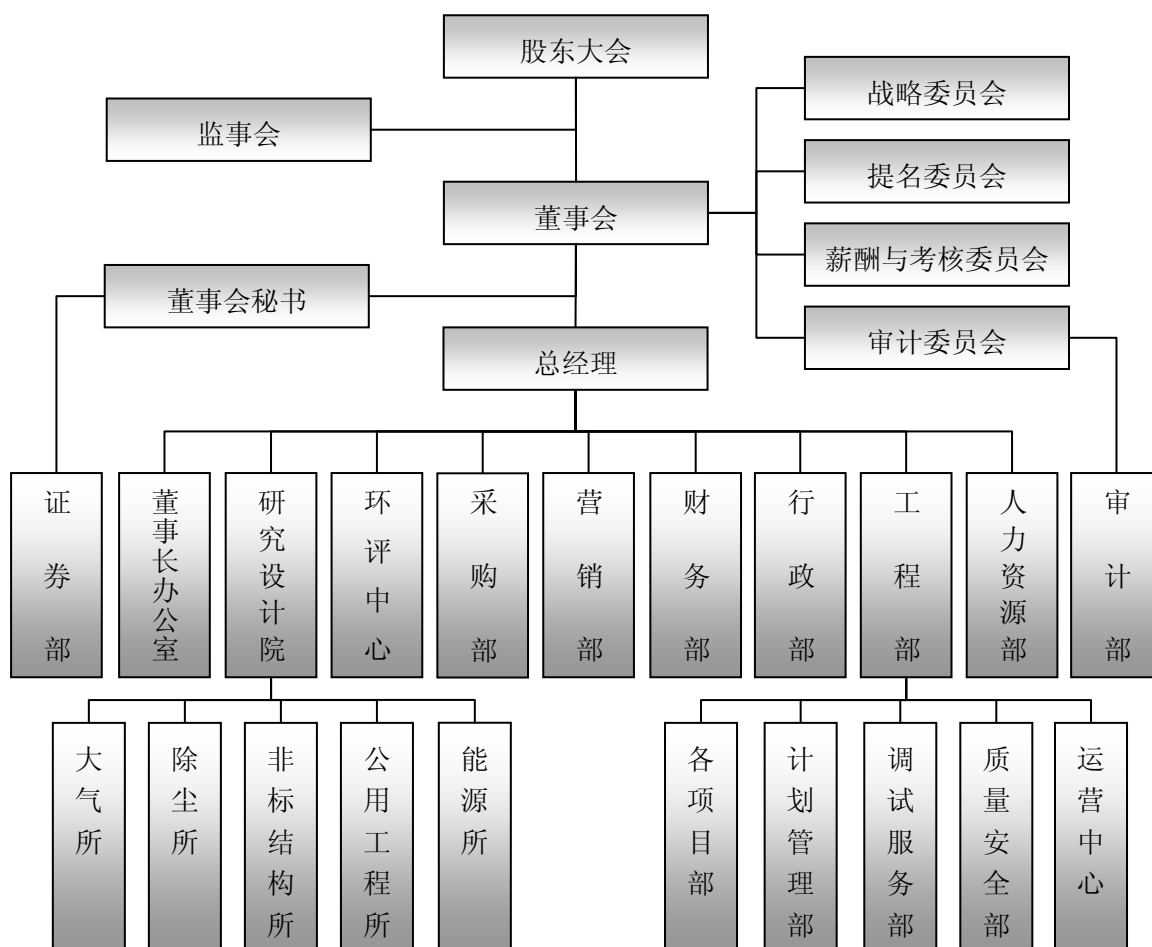 股东大会
战略委员会
监事会
提名委员会
董事会
薪酬与考核委员会
董事会秘书
审计委员会
总经理
证券部
董事长办公室
研究设计院
环评中心
采购部
营销部
财务部
行政部
工程部
人力资源部
审计部
大气所
除尘所
非标结构所
公用工程所
能源所
各项目部
计划管理部
调试服务部
质量安全部
运营中心